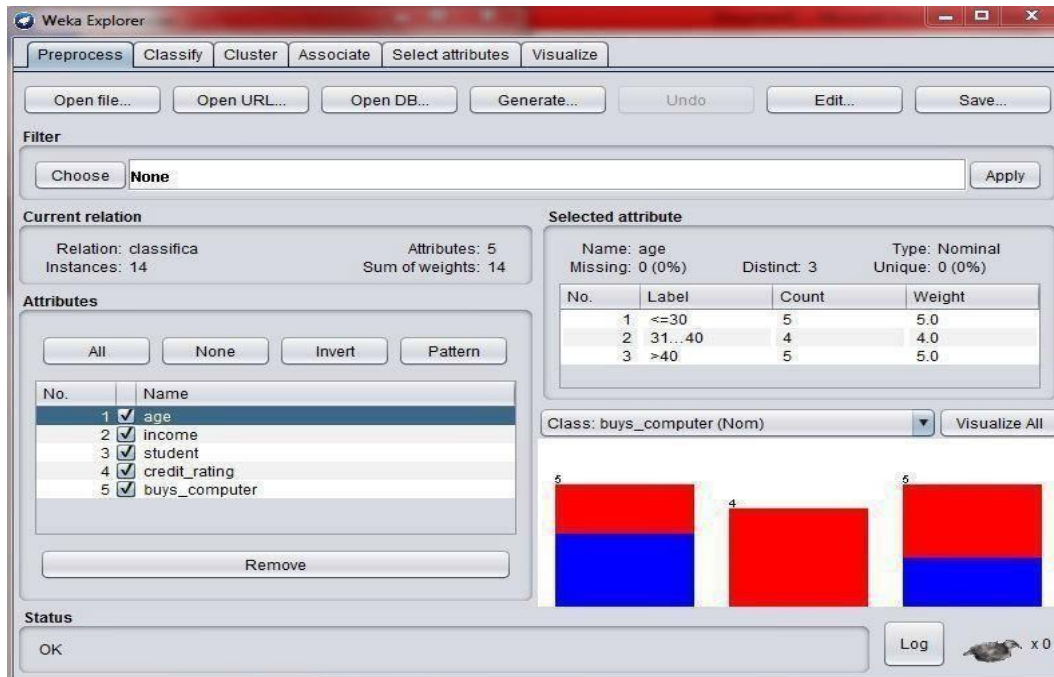 Weka Explorer
Preprocess Classify Cluster Associate Select attributes Visualize
Open file... Open URL... Open DB... Generate... Undo Edit... Save...
Filter
Choose None Apply
Current relation
Relation: classifica Attributes: 5
Instances: 14 Sum of weights: 14
Attributes
All None Invert Pattern
No. Name
1 age
2 income
3 student
4 credit_rating
5 buys_computer
Remove
Selected attribute
Name: age Type: Nominal
Missing: 0 (0%) Distinct: 3 Unique: 0 (0%)
No. Label Count Weight
1 <=30 5 5.0
2 31...40 4 4.0
3 >40 5 5.0
Class: buys_computer (Nom) Visualize All
5 4 5
Status
OK Log x 0